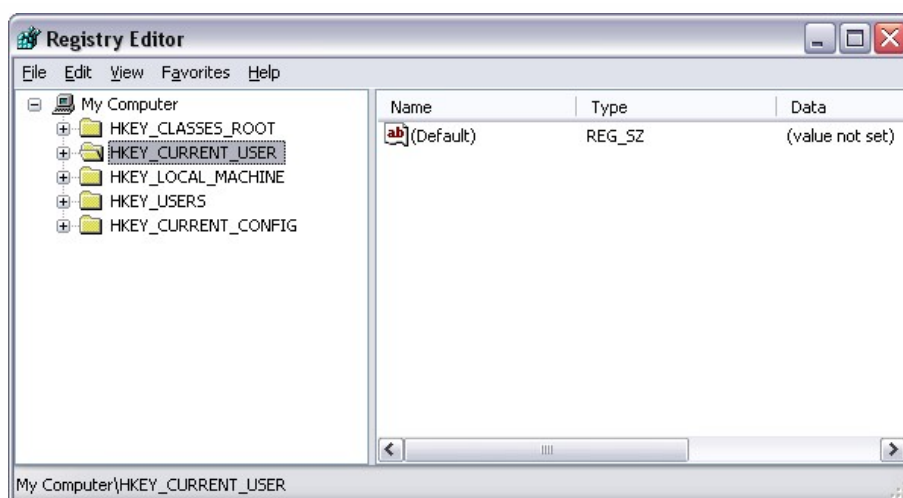 Registry Editor
File Edit View Favorites Help
My Computer
HKEY_CLASSES_ROOT
HKEY_CURRENT_USER
HKEY_LOCAL_MACHINE
HKEY_USERS
HKEY_CURRENT_CONFIG
Name Type Data
ab (Default) REG_SZ (value not set)
My Computer\HKEY_CURRENT_USER